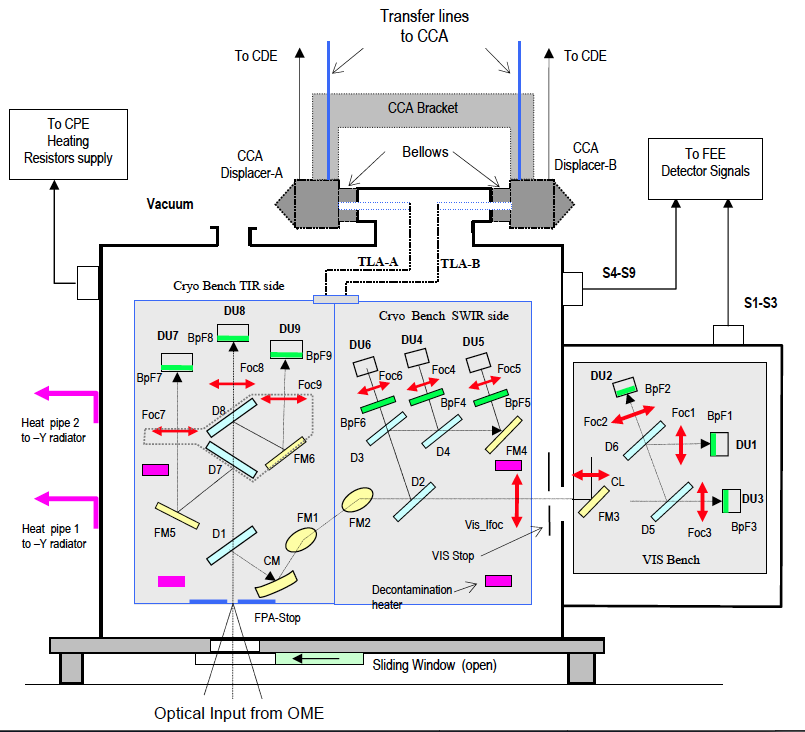 Transfer lines
to CCA
To CDE
To CDE
CCA Bracket
To CPE
Heating
Resistors supply
CCA
Displacer-A
Bellows
CCA
Displacer-B
To FEE
Detector Signals
Vacuum
TLA-A
TLA-B
S4-S9
S1-S3
Cryo Bench TIR side
Cryo Bench SWIR side
DU7
DU8
DU9
BpF8
BpF9
BpF7
Foc8
Foc9
Foc7
D8
D7
FM6
FM5
D1
FM1
CM
DU6
DU4
DU5
Foc6
Foc4
Foc5
BpF6
BpF4
BpF5
D3
D4
FM4
D2
FM2
Vis_Ifoc
VIS Stop
Decontamination
heater
DU2
BpF2
Foc2
Foc1
BpF1
D6
DU1
CL
FM3
DU3
D5
Foc3
BpF3
VIS Bench
Heat pipe 2
to –Y radiator
Heat pipe 1
to –Y radiator
FPA-Stop
Sliding Window (open)
Optical Input from OME